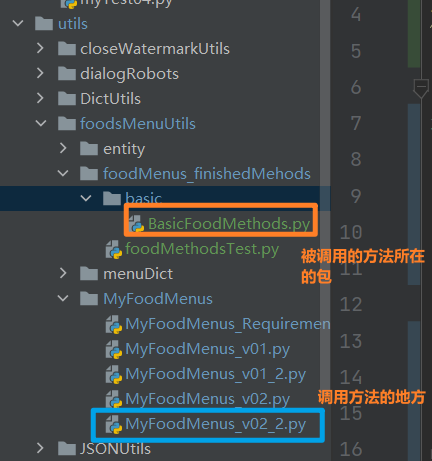 myTest04.py
4
utils
5
closeWatermarkUtils
dialogRobots
6
DictUtils
foodsMenuUtils
7
entity
8
foodMenus_finishedMehods
basic
9
BasicFoodMethods.py
10
foodMethodsTest.py
被调用的方法所在
的包
11
menuDict
12
MyFoodMenus
MyFoodMenus_Requiremen
13
MyFoodMenus_v01.py
MyFoodMenus_v01_2.py
14
调用方法的地方
MyFoodMenus_v02.py
15
MyFoodMenus_v02_2.py
JSONUtils
16